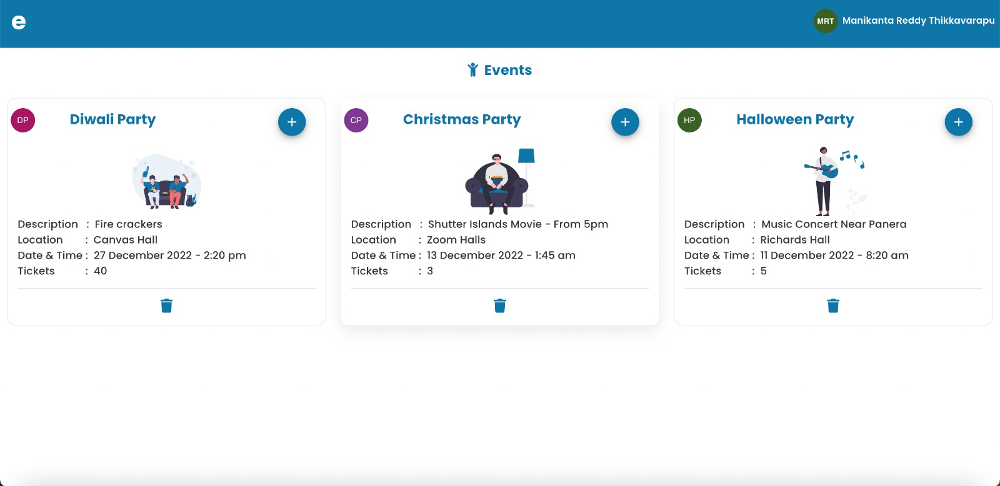 e
MRT Manikanta Reddy Thikkavarapu
Events
DP Diwali Party +
Description : Fire crackers
Location : Canvas Hall
Date & Time : 27 December 2022 - 2:20 pm
Tickets : 40
CP Christmas Party +
Description : Shutter Islands Movie - From 5pm
Location : Zoom Halls
Date & Time : 13 December 2022 - 1:45 am
Tickets : 3
HP Halloween Party +
Description : Music Concert Near Panera
Location : Richards Hall
Date & Time : 11 December 2022 - 8:20 am
Tickets : 5